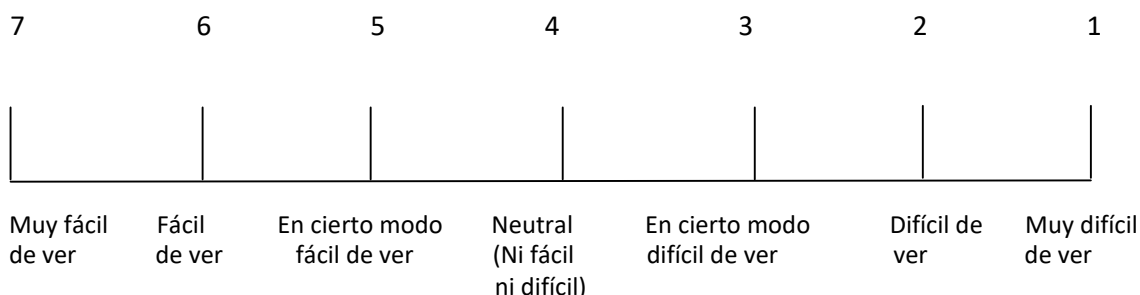 7 6 5 4 3 2 1
Muy fácil Fácil En cierto modo Neutral En cierto modo Difícil de Muy difícil
de ver de ver fácil de ver (Ni fácil difícil de ver ver de ver
ni difícil)